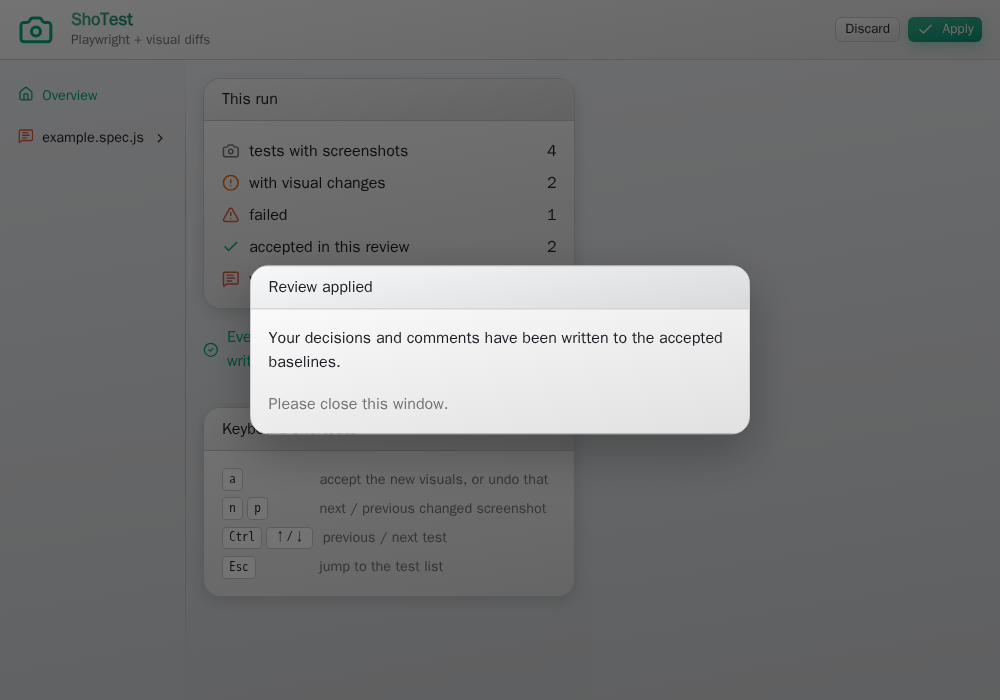 ShoTest
Playwright + visual diffs
Discard
Apply
Overview
example.spec.js
This run
tests with screenshots 4
with visual changes 2
failed 1
accepted in this review 2
Review applied
Your decisions and comments have been written to the accepted
baselines.
Please close this window.
a accept the new visuals, or undo that
n p next / previous changed screenshot
Ctrl ↑/↓ previous / next test
Esc jump to the test list